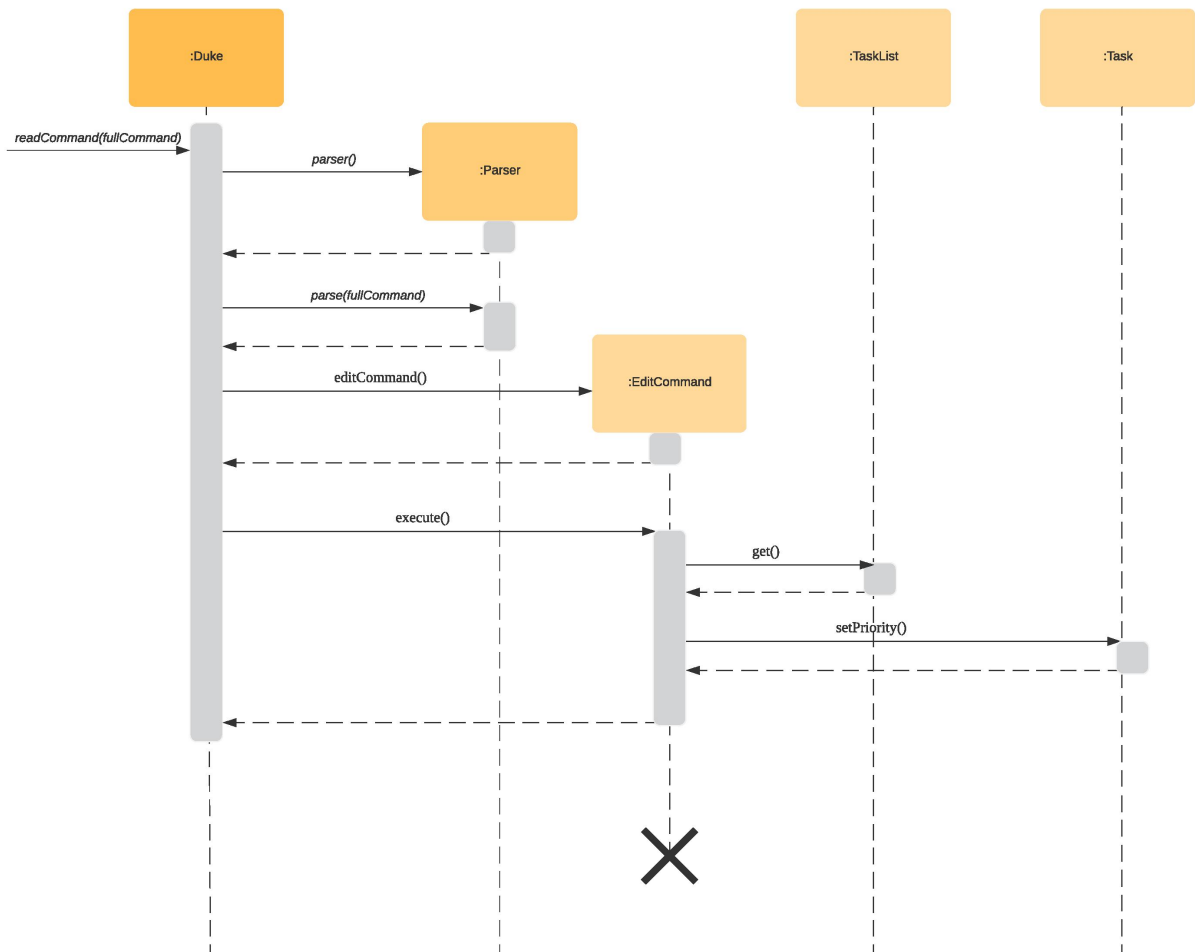 :Duke
:TaskList
:Task
readCommand(fullCommand)
parser()
:Parser
parse(fullCommand)
editCommand()
:EditCommand
execute()
get()
setPriority()